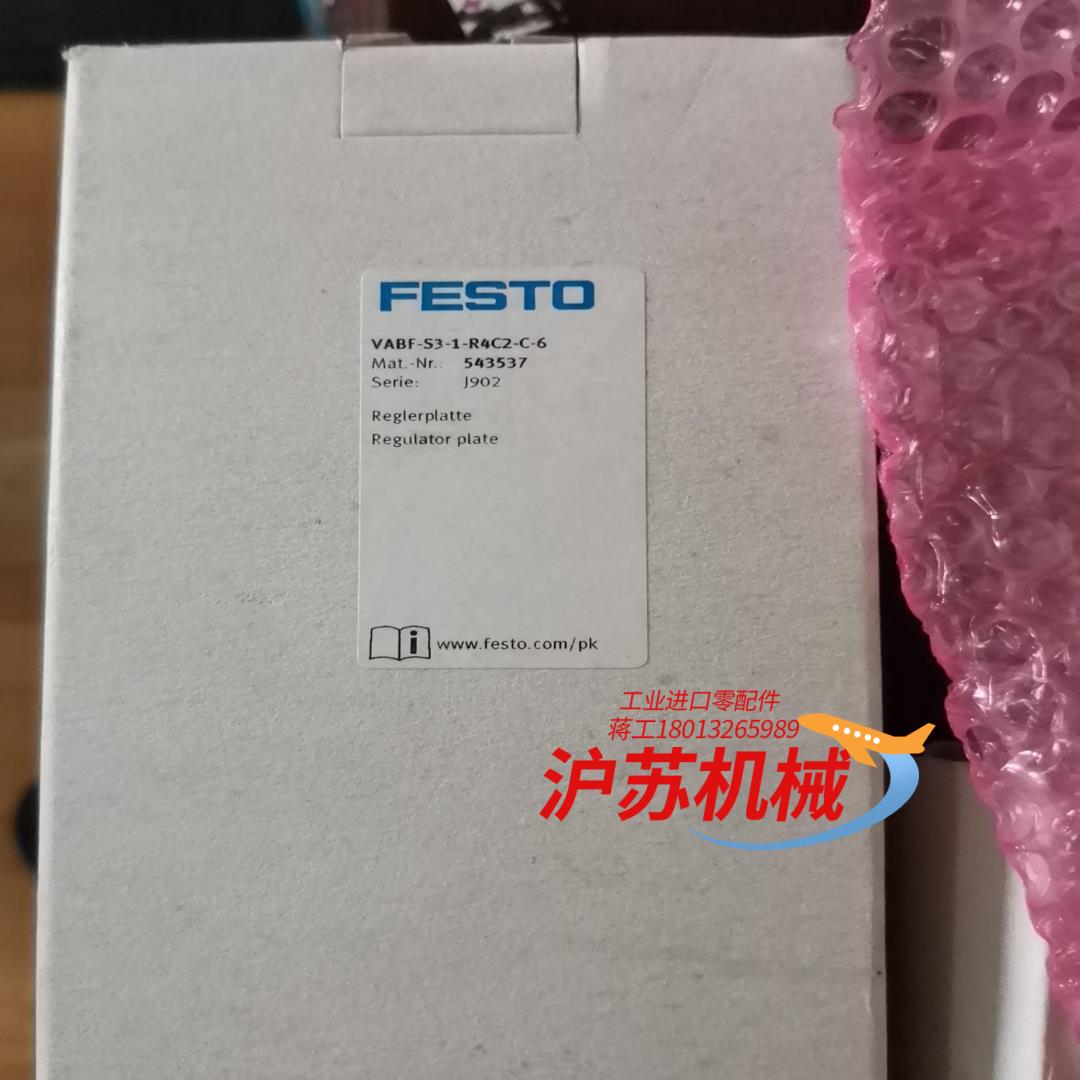 FESTO
VABF-S3-1-R4C2-C-6
Mat.-Nr.: 543537
Serie: J902
Reglerplatte
Regulator plate
i www.festo.com/pk
工业进口零配件
蒋工18013265989
沪苏机械